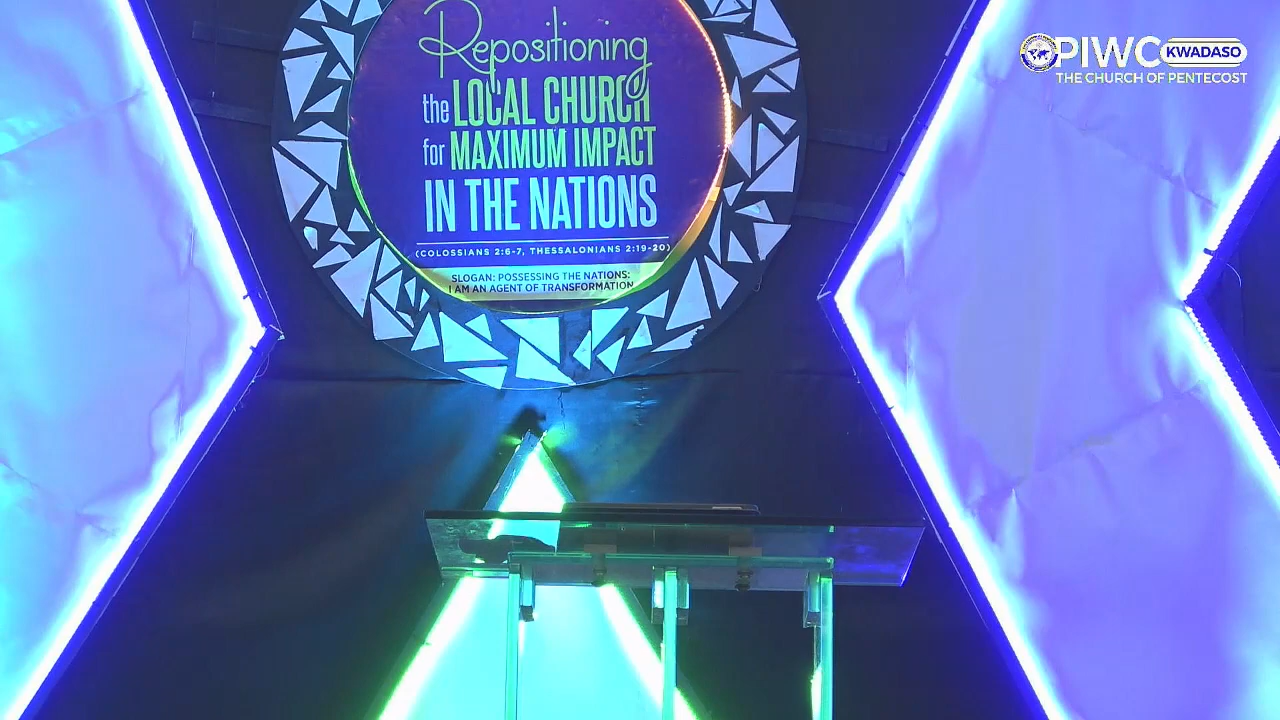 Repositioning
the LOCAL CHURCH
for MAXIMUM IMPACT
IN THE NATIONS
(COLOSSIANS 2:6-7, THESSALONIANS 2:19-20)
SLOGAN: POSSESSING THE NATIONS:
I AM AN AGENT OF TRANSFORMATION
PIWC KWADASO
THE CHURCH OF PENTECOST